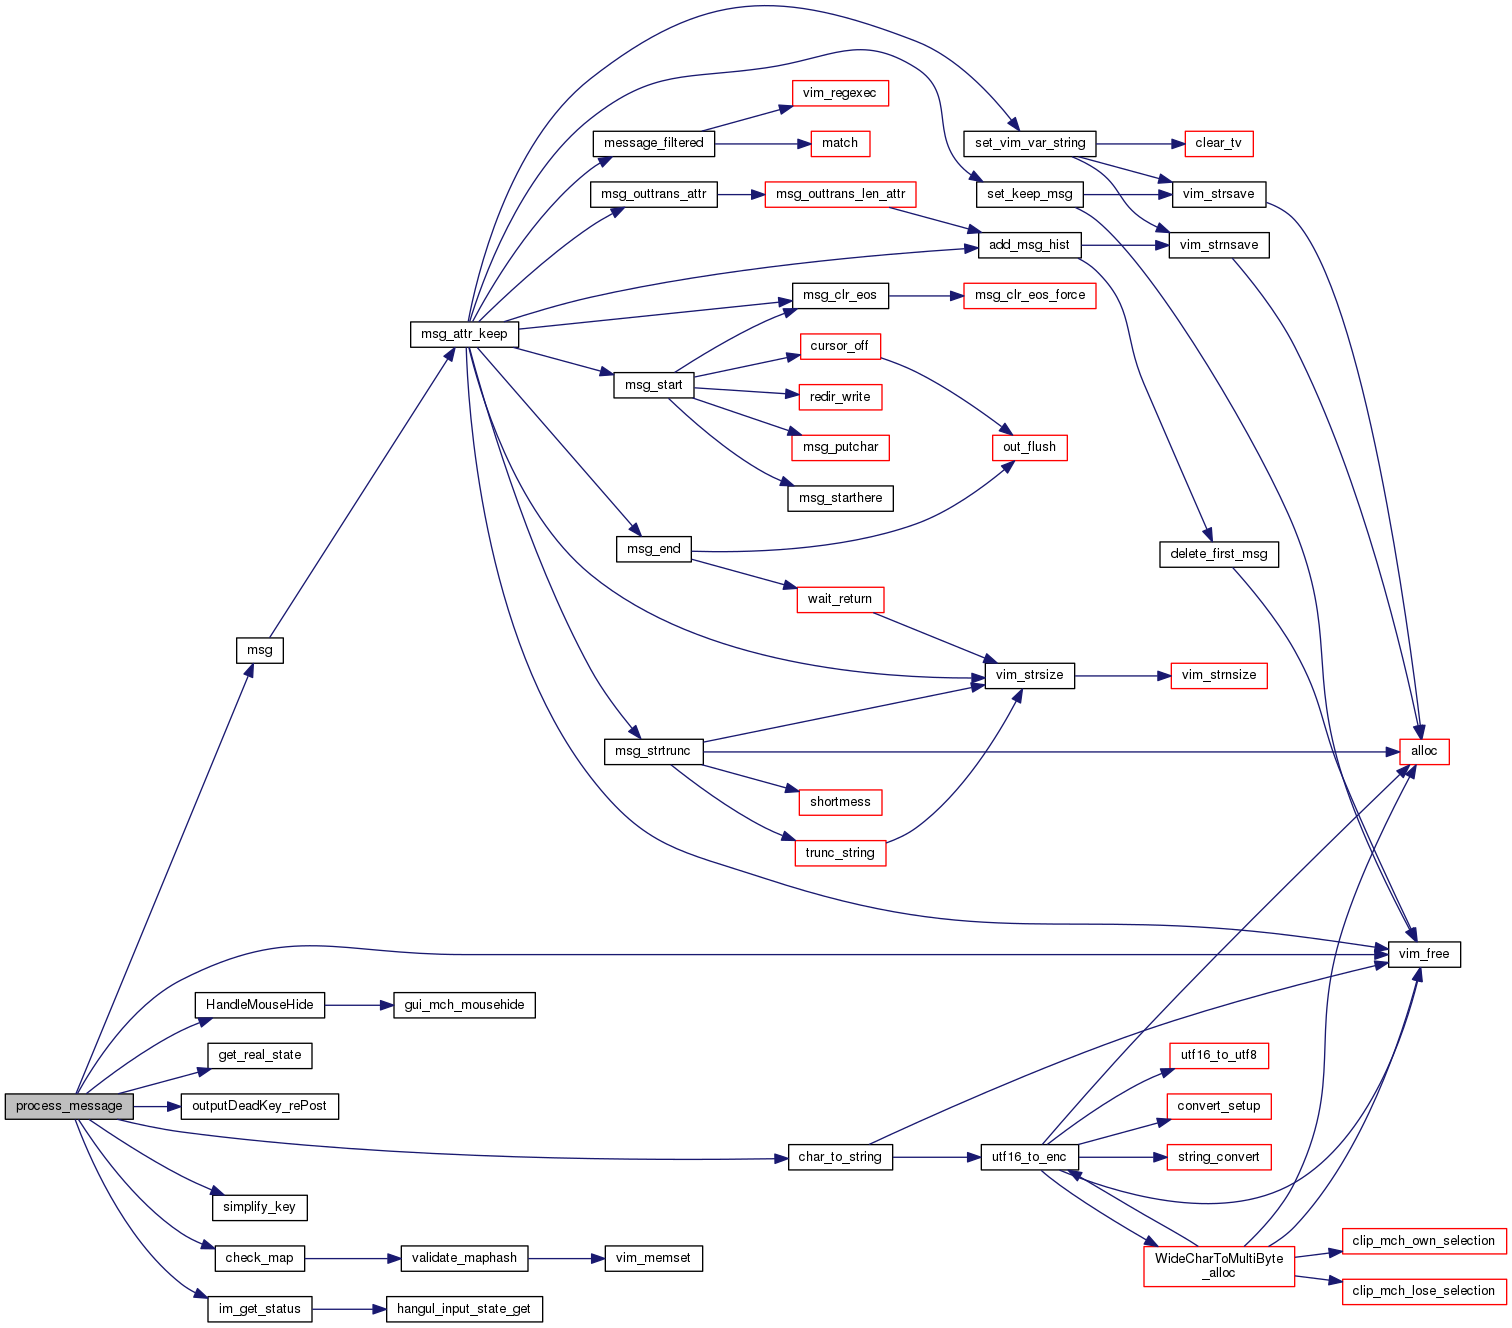 vim_regexec
message_filtered
match
set_vim_var_string
clear_tv
msg_outtrans_attr
msg_outtrans_len_attr
set_keep_msg
vim_strsave
add_msg_hist
vim_strnsave
msg_clr_eos
msg_clr_eos_force
msg_attr_keep
cursor_off
msg_start
redir_write
msg_putchar
out_flush
msg_starthere
msg_end
delete_first_msg
wait_return
msg
vim_strsize
vim_strnsize
msg_strtrunc
alloc
shortmess
trunc_string
vim_free
HandleMouseHide
gui_mch_mousehide
get_real_state
utf16_to_utf8
process_message
outputDeadKey_rePost
convert_setup
char_to_string
utf16_to_enc
string_convert
simplify_key
check_map
validate_maphash
vim_memset
WideCharToMultiByte
_alloc
clip_mch_own_selection
clip_mch_lose_selection
im_get_status
hangul_input_state_get